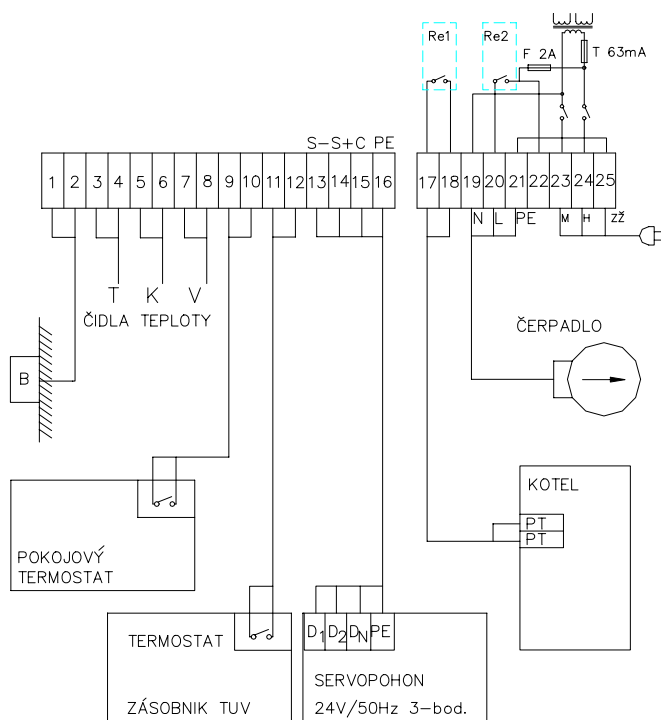 Re1
Re2
F 2A
T 63mA
S-S+C PE
1 2 3 4 5 6 7 8 9 10 11 12 13 14 15 16
17 18 19 20 21 22 23 24 25
N L PE M H ZŽ
T K V
ČIDLA TEPLOTY
ČERPADLO
B
KOTEL
PT
PT
POKOJOVÝ
TERMOSTAT
TERMOSTAT
ZÁSOBNIK TUV
D1 D2 DN PE
SERVOPOHON
24V/50Hz 3-bod.